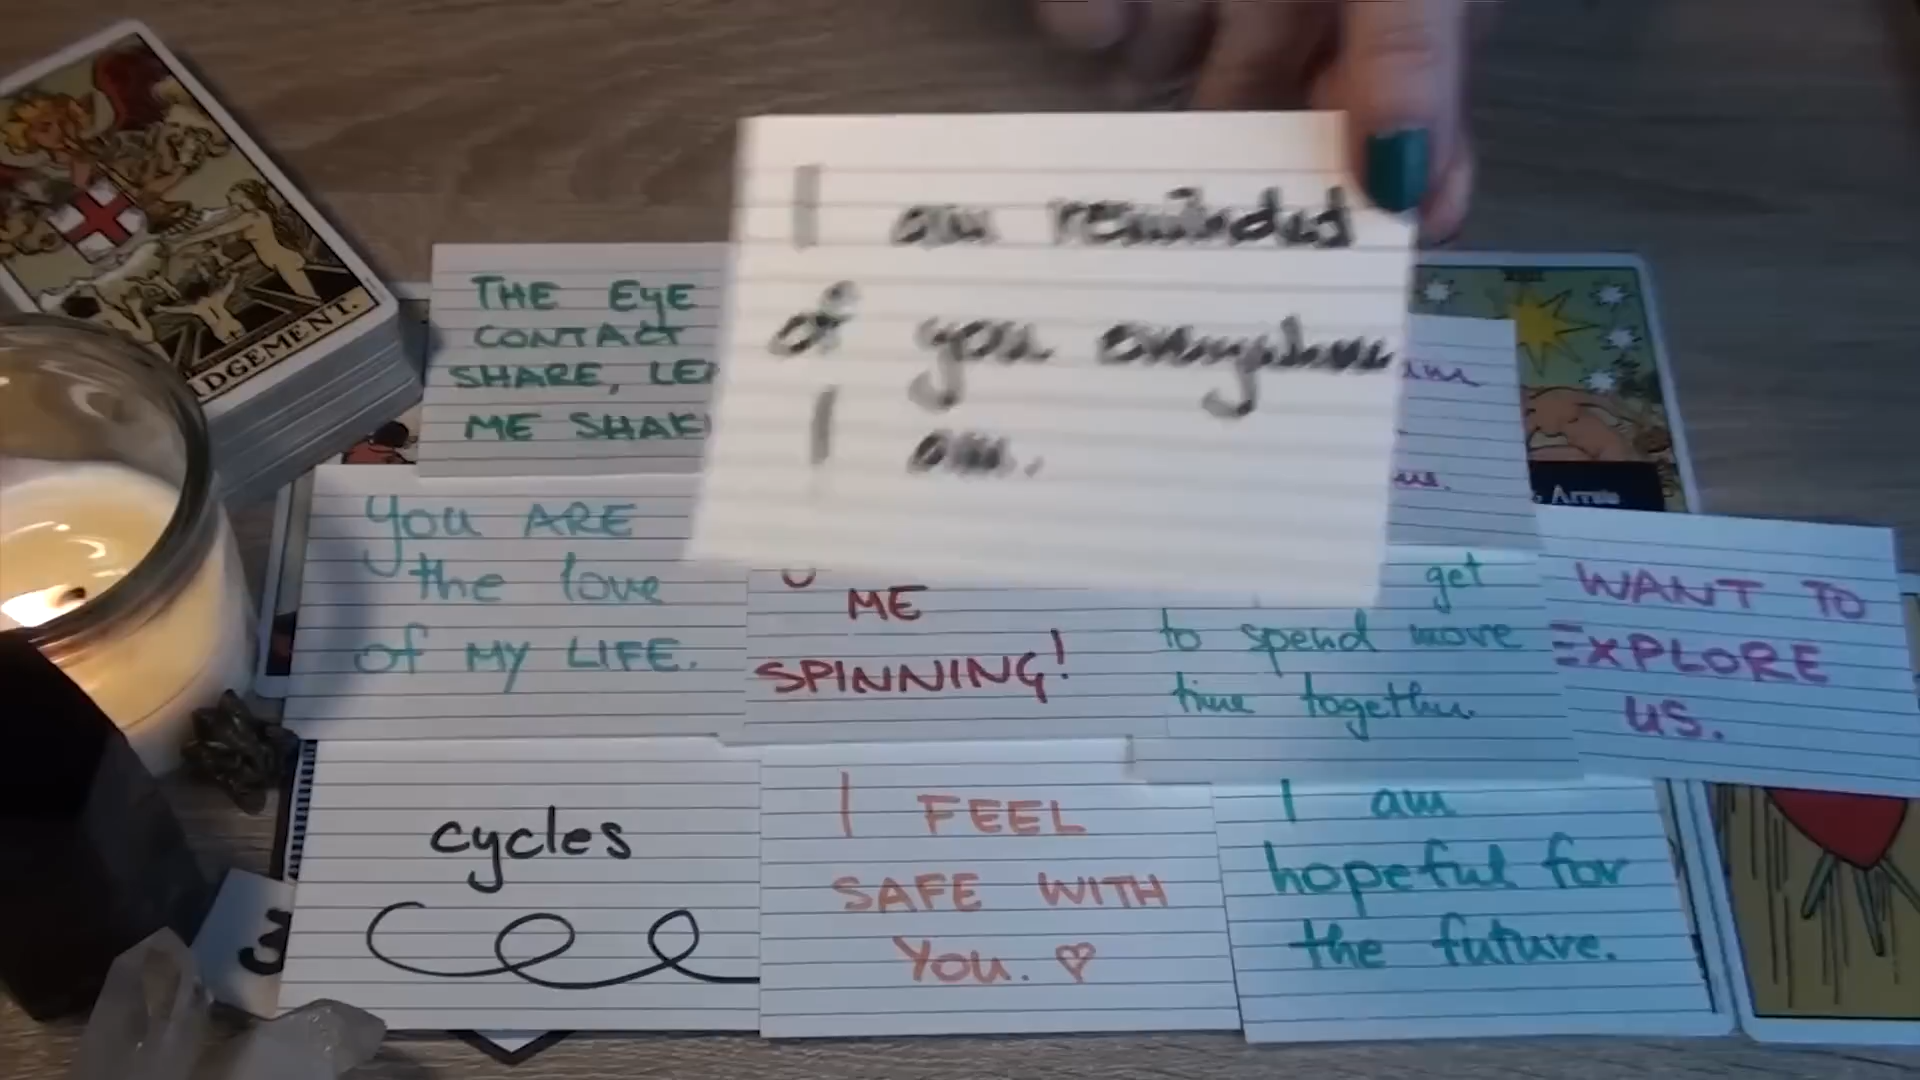 JUDGEMENT.
I am reminded
of you everywhere
I am.
THE EYE
CONTACT
SHARE,
ME
us.
You ARE
the love
of MY LIFE.
ME
SPINNING!
get
to spend more
time together.
WANT TO
EXPLORE
US.
cycles
I FEEL
SAFE WITH
You. ♡
I am
hopeful for
the future.
3